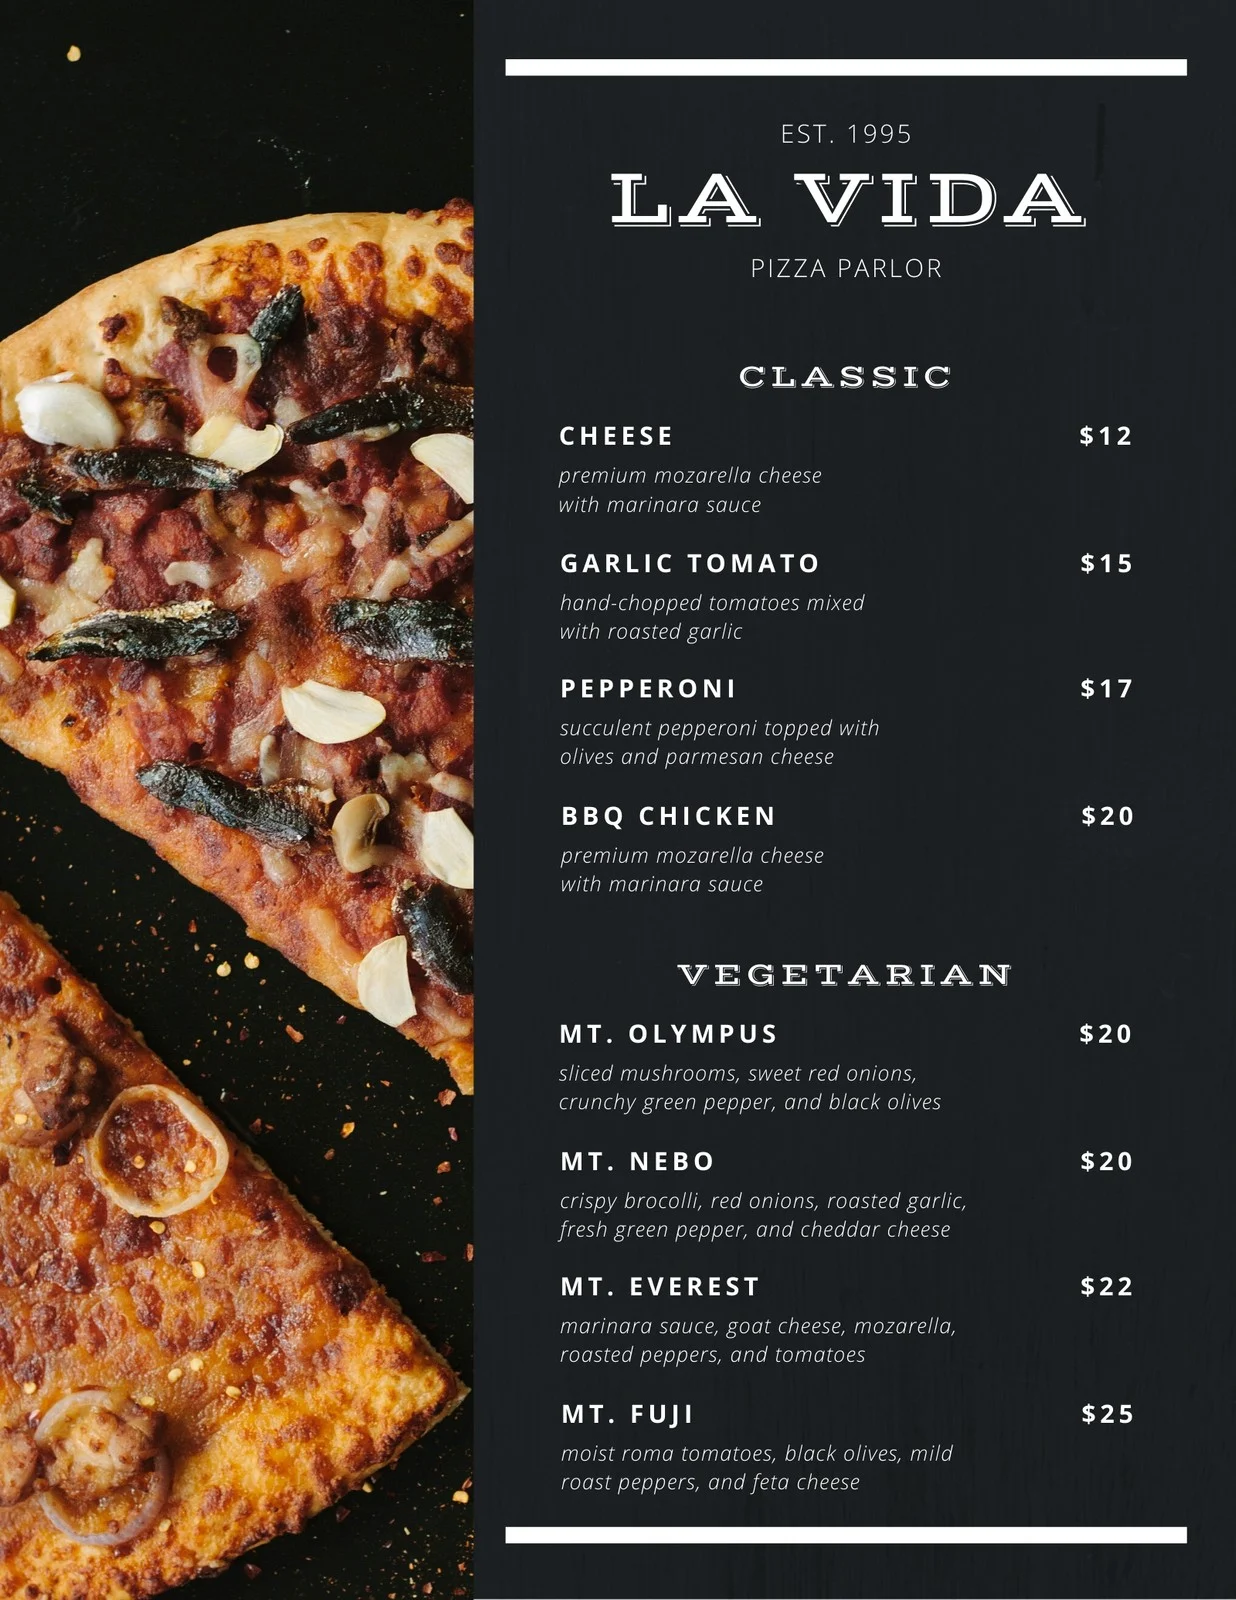 EST. 1995
LA VIDA
PIZZA PARLOR
CLASSIC
CHEESE $12
premium mozarella cheese
with marinara sauce
GARLIC TOMATO $15
hand-chopped tomatoes mixed
with roasted garlic
PEPPERONI $17
succulent pepperoni topped with
olives and parmesan cheese
BBQ CHICKEN $20
premium mozarella cheese
with marinara sauce
VEGETARIAN
MT. OLYMPUS $20
sliced mushrooms, sweet red onions,
crunchy green pepper, and black olives
MT. NEBO $20
crispy brocolli, red onions, roasted garlic,
fresh green pepper, and cheddar cheese
MT. EVEREST $22
marinara sauce, goat cheese, mozarella,
roasted peppers, and tomatoes
MT. FUJI $25
moist roma tomatoes, black olives, mild
roast peppers, and feta cheese